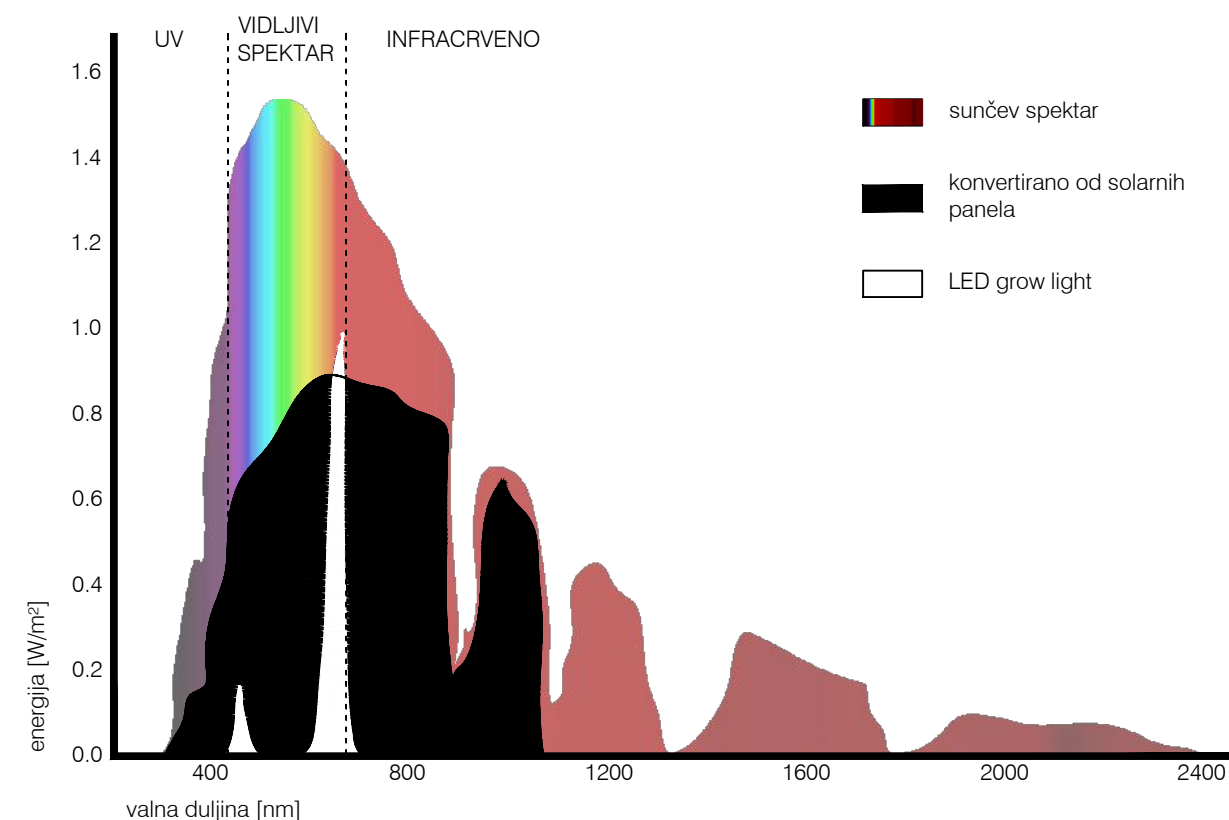 UV
VIDLJIVI
SPEKTAR
INFRACRVENO
1.6
1.4
1.2
1.0
0.8
0.6
0.4
0.2
0.0
energija [W/m²]
400
800
1200
1600
2000
2400
valna duljina [nm]
sunčev spektar
konvertirano od solarnih
panela
LED grow light